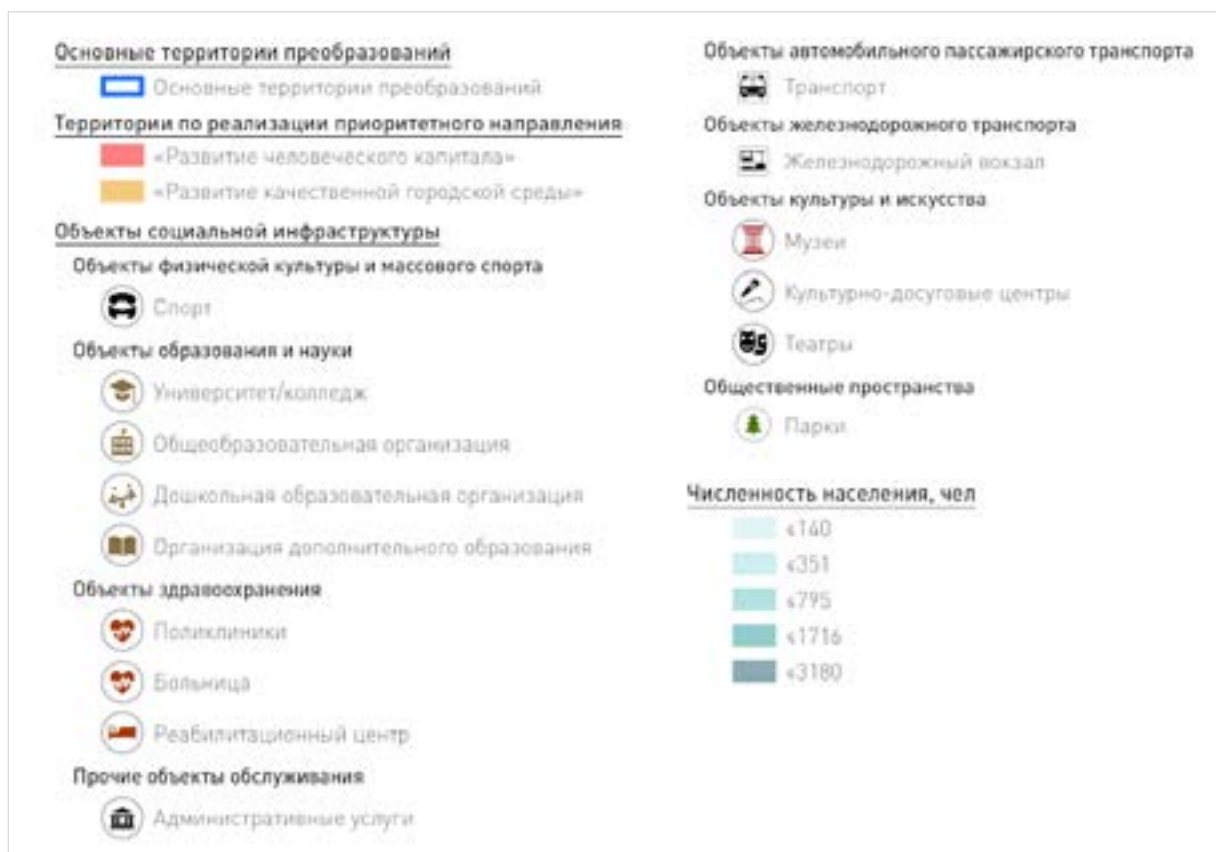 Основные территории преобразований
Основные территории преобразований
Территории по реализации приоритетного направления
«Развитие человеческого капитала»
«Развитие качественной городской среды»
Объекты социальной инфраструктуры
Объекты физической культуры и массового спорта
Спорт
Объекты образования и науки
Университет/колледж
Общеобразовательная организация
Дошкольная образовательная организация
Организация дополнительного образования
Объекты здравоохранения
Поликлиники
Больница
Реабилитационный центр
Прочие объекты обслуживания
Административные услуги
Объекты автомобильного пассажирского транспорта
Транспорт
Объекты железнодорожного транспорта
Железнодорожный вокзал
Объекты культуры и искусства
Музеи
Культурно-досуговые центры
Театры
Общественные пространства
Парки
Численность населения, чел
<140
<351
<795
<1716
<3180